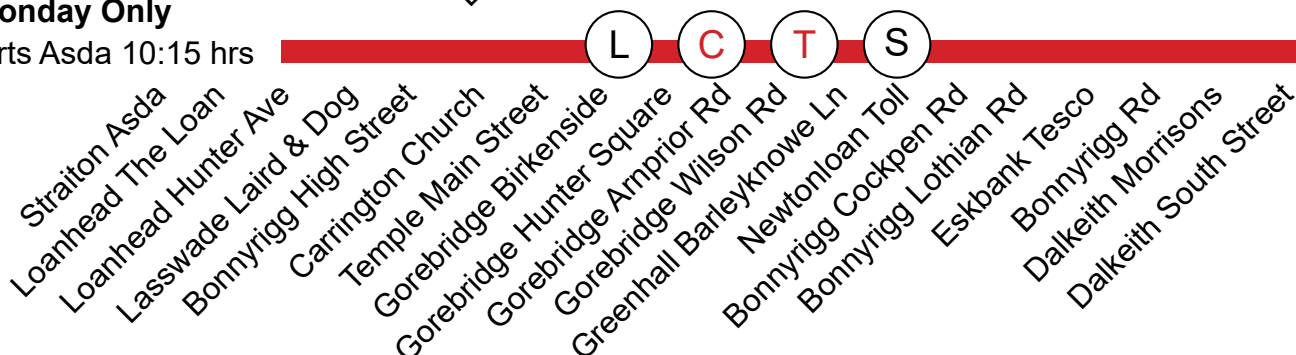 onday Only
rts Asda 10:15 hrs
L C T S
Straiton Asda
Loanhead The Loan
Loanhead Hunter Ave
Lasswade Laird & Dog
Bonnyrigg High Street
Carrington Church
Temple Main Street
Gorebridge Birkenside
Gorebridge Hunter Square
Gorebridge Arnprior Rd
Gorebridge Wilson Rd
Greenhall Barleyknowe Ln
Newtonloan Toll
Bonnyrigg Cockpen Rd
Bonnyrigg Lothian Rd
Eskbank Tesco
Bonnyrigg Rd
Dalkeith Morrisons
Dalkeith South Street